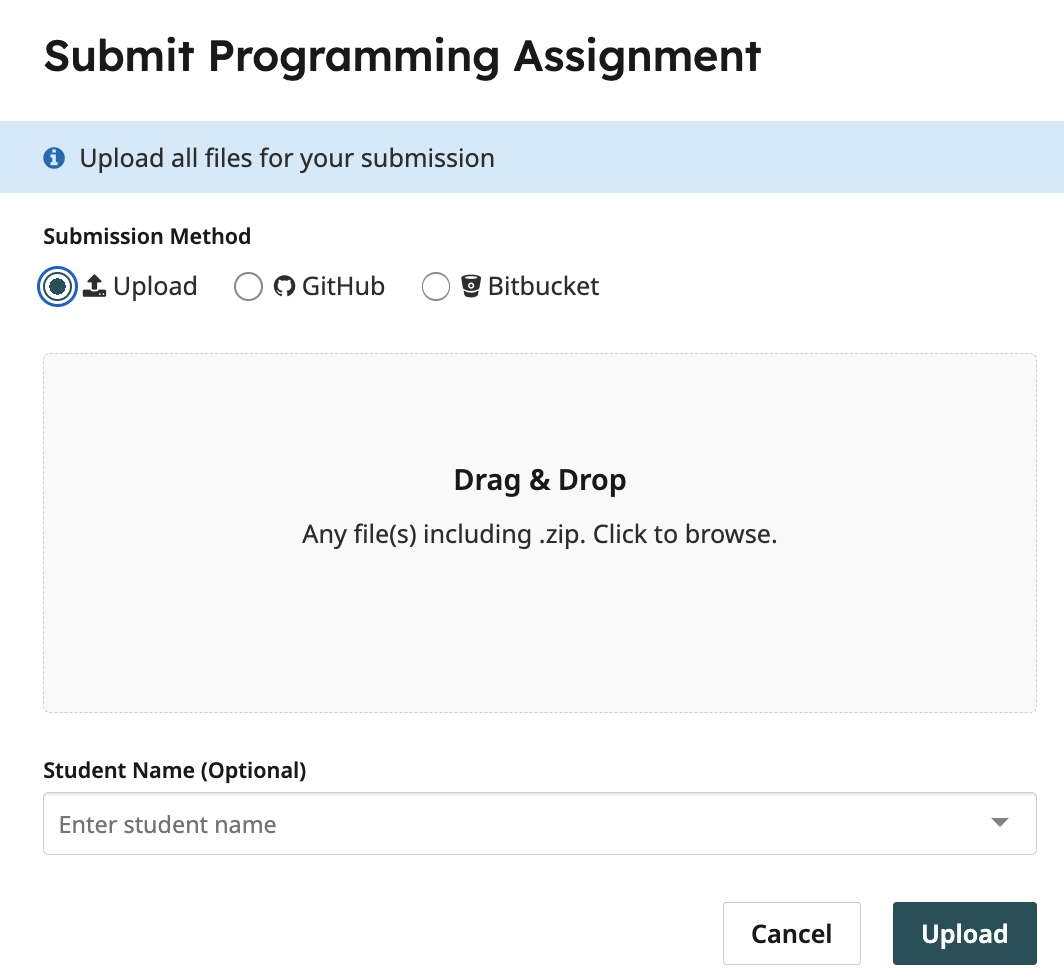 Submit Programming Assignment
Upload all files for your submission
Submission Method
Upload GitHub Bitbucket
Drag & Drop
Any file(s) including .zip. Click to browse.
Student Name (Optional)
Enter student name
Cancel Upload